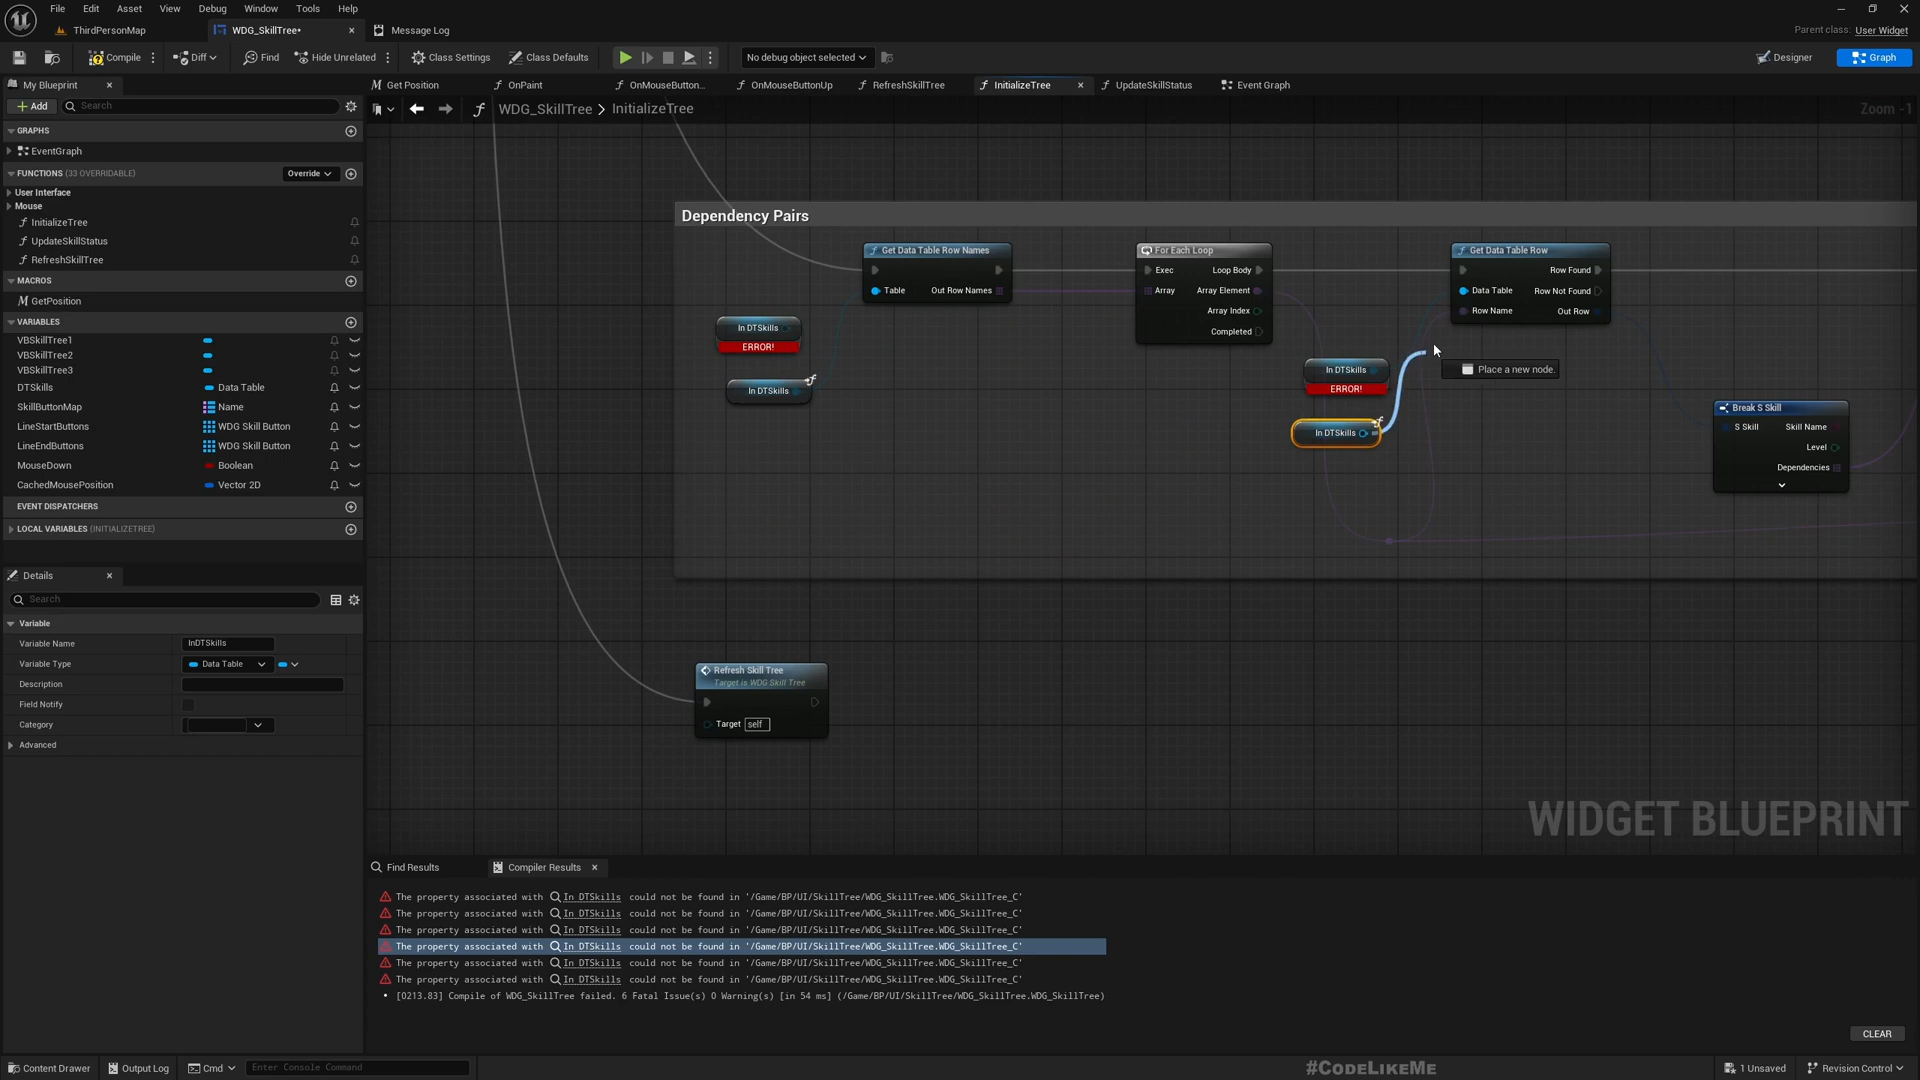 File Edit Asset View Debug Window Tools Help
ThirdPersonMap
WDG_SkillTree•
Message Log
Parent class: User Widget
Compile
Diff
Find
Hide Unrelated
Class Settings
Class Defaults
No debug object selected
Designer
Graph
My Blueprint
Get Position
OnPaint
OnMouseButton...
OnMouseButtonUp
RefreshSkillTree
InitializeTree
UpdateSkillStatus
Event Graph
Add
Search
WDG_SkillTree > InitializeTree
Zoom -1
GRAPHS
EventGraph
FUNCTIONS (33 OVERRIDABLE)
Override
User Interface
Mouse
InitializeTree
UpdateSkillStatus
RefreshSkillTree
MACROS
GetPosition
VARIABLES
VBSkillTree1
VBSkillTree2
VBSkillTree3
DTSkills Data Table
SkillButtonMap Name
LineStartButtons WDG Skill Button
LineEndButtons WDG Skill Button
MouseDown Boolean
CachedMousePosition Vector 2D
EVENT DISPATCHERS
LOCAL VARIABLES (INITIALIZETREE)
Details
Search
Variable
Variable Name InDTSkills
Variable Type Data Table
Description
Field Notify
Category
Advanced
Dependency Pairs
Get Data Table Row Names
Table Out Row Names
In DTSkills
ERROR!
In DTSkills
For Each Loop
Exec Loop Body
Array Array Element
Array Index
Completed
In DTSkills
ERROR!
In DTSkills
Get Data Table Row
Row Found
Data Table Row Not Found
Row Name Out Row
Place a new node.
Break S Skill
S Skill Skill Name
Level
Dependencies
Refresh Skill Tree
Target is WDG Skill Tree
Target self
WIDGET BLUEPRINT
Find Results
Compiler Results
The property associated with In DTSkills could not be found in '/Game/BP/UI/SkillTree/WDG_SkillTree.WDG_SkillTree_C'
The property associated with In DTSkills could not be found in '/Game/BP/UI/SkillTree/WDG_SkillTree.WDG_SkillTree_C'
The property associated with In DTSkills could not be found in '/Game/BP/UI/SkillTree/WDG_SkillTree.WDG_SkillTree_C'
The property associated with In DTSkills could not be found in '/Game/BP/UI/SkillTree/WDG_SkillTree.WDG_SkillTree_C'
The property associated with In DTSkills could not be found in '/Game/BP/UI/SkillTree/WDG_SkillTree.WDG_SkillTree_C'
The property associated with In DTSkills could not be found in '/Game/BP/UI/SkillTree/WDG_SkillTree.WDG_SkillTree_C'
• [0213.83] Compile of WDG_SkillTree failed. 6 Fatal Issue(s) 0 Warning(s) [in 54 ms] (/Game/BP/UI/SkillTree/WDG_SkillTree.WDG_SkillTree)
CLEAR
Content Drawer
Output Log
Cmd
Enter Console Command
#CodeLikeMe
1 Unsaved
Revision Control